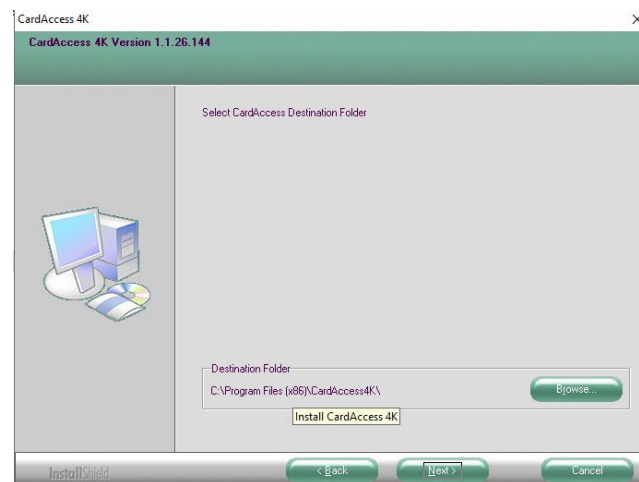 CardAccess 4K
CardAccess 4K Version 1.1.26.144
Select CardAccess Destination Folder
Destination Folder
C:\Program Files (x86)\CardAccess4K\
Browse...
Install CardAccess 4K
InstallShield
< Back
Next >
Cancel